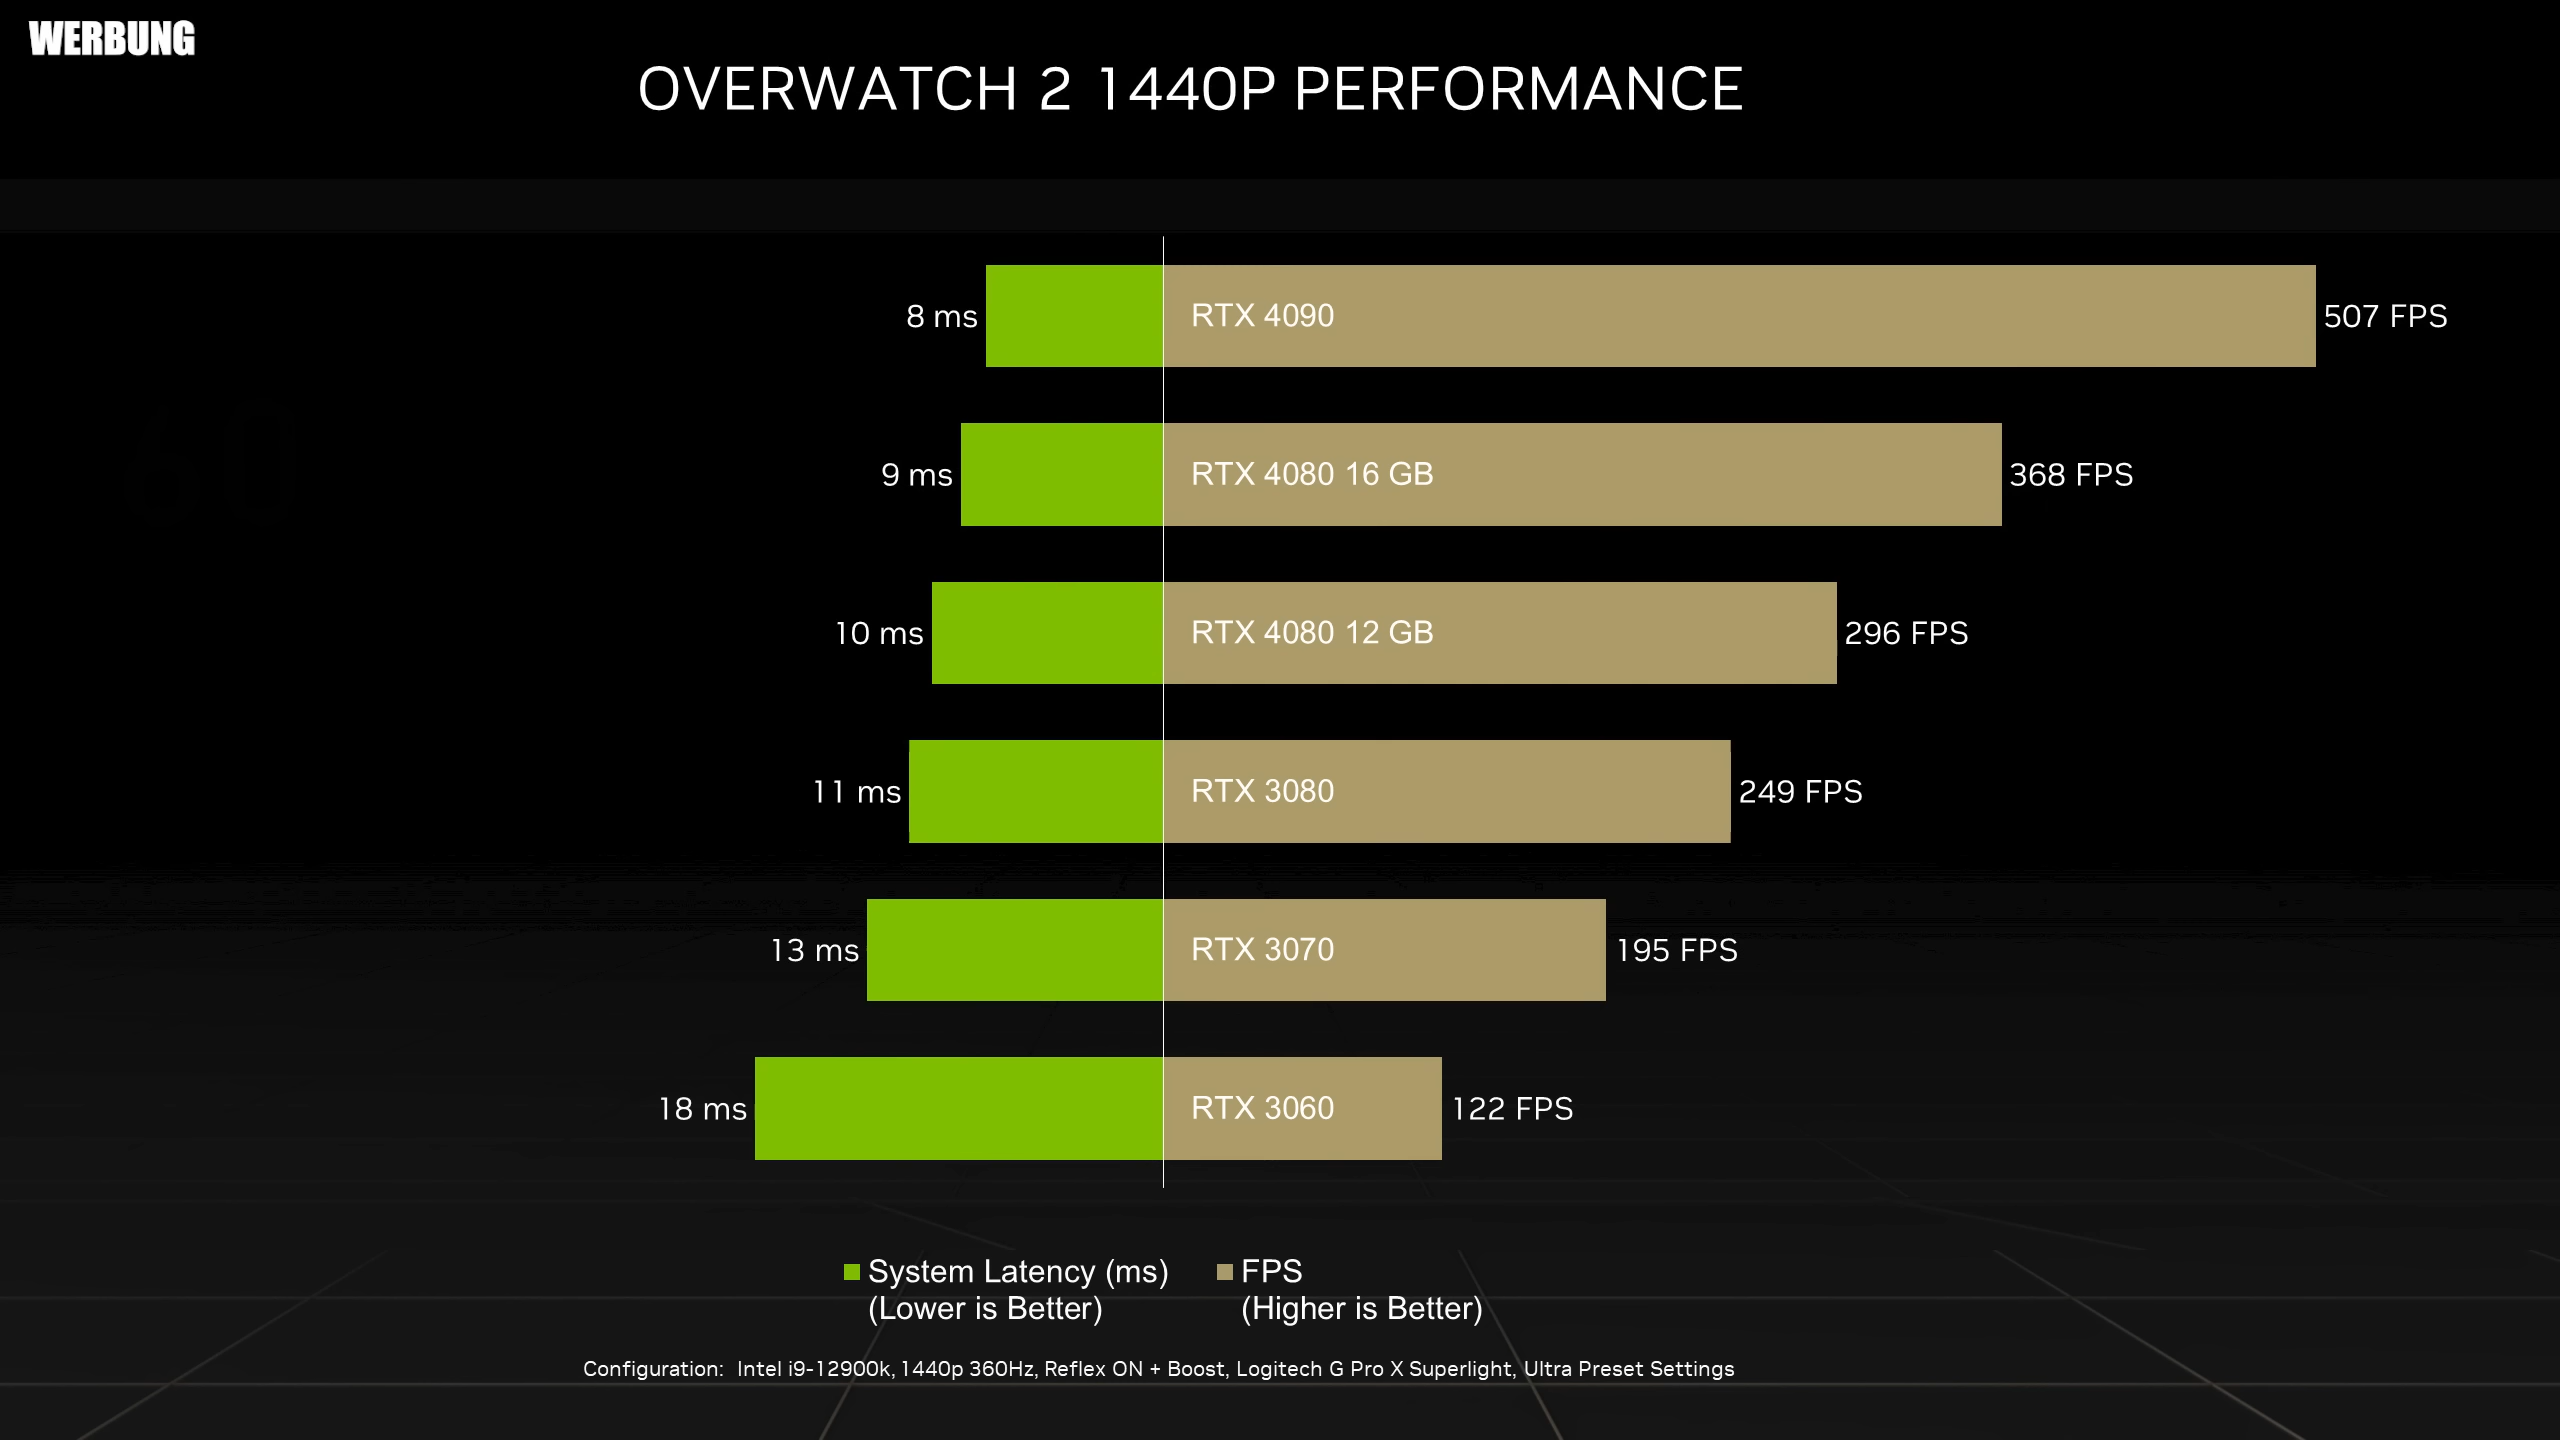 WERBUNG
OVERWATCH 2 1440P PERFORMANCE
8 ms RTX 4090 507 FPS
9 ms RTX 4080 16 GB 368 FPS
10 ms RTX 4080 12 GB 296 FPS
11 ms RTX 3080 249 FPS
13 ms RTX 3070 195 FPS
18 ms RTX 3060 122 FPS
System Latency (ms) FPS
(Lower is Better) (Higher is Better)
Configuration: Intel i9-12900k, 1440p 360Hz, Reflex ON + Boost, Logitech G Pro X Superlight, Ultra Preset Settings